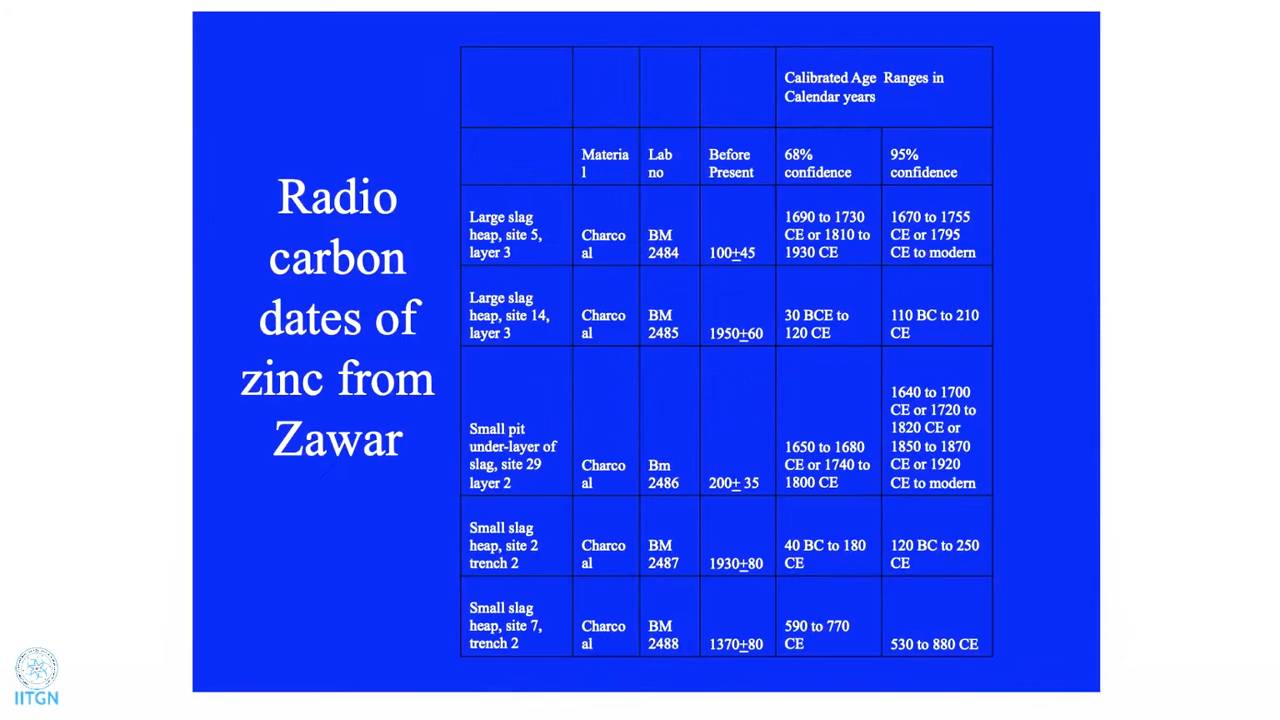 Radio
carbon
dates of
zinc from
Zawar
Calibrated Age Ranges in
Calendar years
Materia
l
Lab
no
Before
Present
68%
confidence
95%
confidence
Large slag
heap, site 5,
layer 3
Charco
al
BM
2484
100±45
1690 to 1730
CE or 1810 to
1930 CE
1670 to 1755
CE or 1795
CE to modern
Large slag
heap, site 14,
layer 3
Charco
al
BM
2485
1950±60
30 BCE to
120 CE
110 BC to 210
CE
Small pit
under-layer of
slag, site 29
layer 2
Charco
al
Bm
2486
200± 35
1650 to 1680
CE or 1740 to
1800 CE
1640 to 1700
CE or 1720 to
1820 CE or
1850 to 1870
CE or 1920
CE to modern
Small slag
heap, site 2
trench 2
Charco
al
BM
2487
1930±80
40 BC to 180
CE
120 BC to 250
CE
Small slag
heap, site 7,
trench 2
Charco
al
BM
2488
1370±80
590 to 770
CE
530 to 880 CE
IITGN